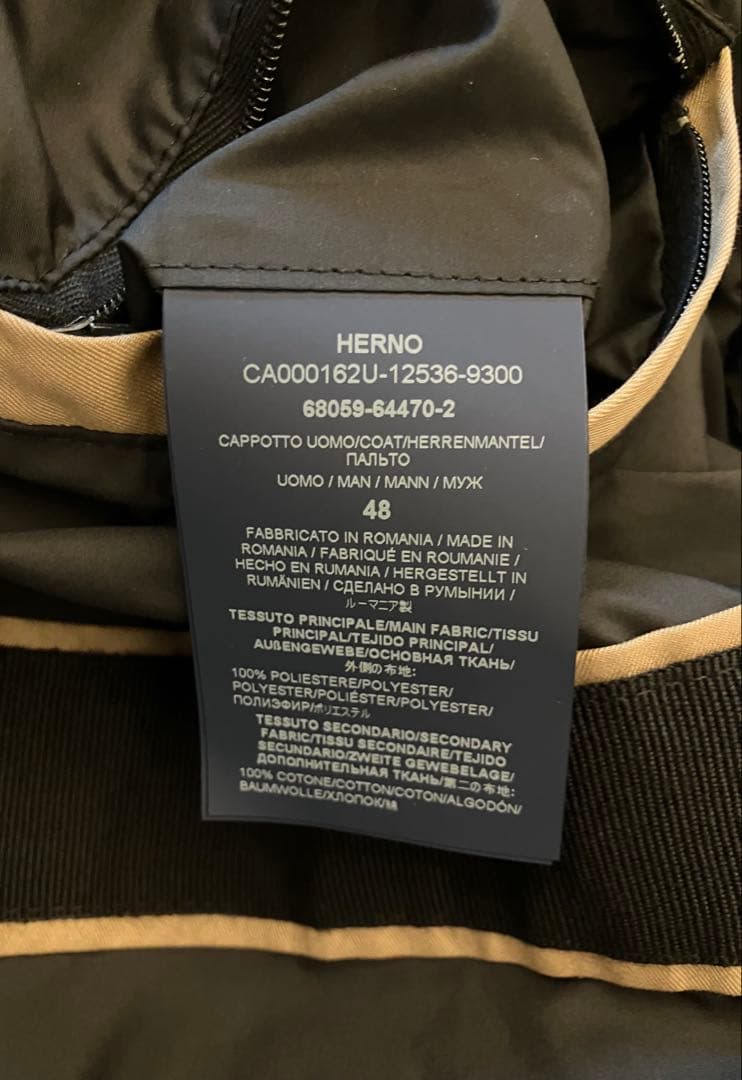 HERNO
CA000162U-12536-9300
68059-64470-2
CAPPOTTO UOMO/COAT/HERRENMANTEL/
ПАЛЬТО
UOMO / MAN / MANN / МУЖ
48
FABBRICATO IN ROMANIA / MADE IN
ROMANIA / FABRIQUÉ EN ROUMANIE /
HECHO EN RUMANIA / HERGESTELLT IN
RUMÄNIEN / СДЕЛАНО В РУМЫНИИ /
ルーマニア製
TESSUTO PRINCIPALE/MAIN FABRIC/TISSU
PRINCIPAL/TEJIDO PRINCIPAL/
AUßENGEWEBE/ОСНОВНАЯ ТКАНЬ/
外側の布地:
100% POLIESTERE/POLYESTER/
POLYESTER/POLIÉSTER/POLYESTER/
ПОЛИЭФИР/ポリエステル
TESSUTO SECONDARIO/SECONDARY
FABRIC/TISSU SECONDAIRE/TEJIDO
SECUNDARIO/ZWEITE GEWEBELAGE/
ДОПОЛНИТЕЛЬНАЯ ТКАНЬ/第二の布地:
100% COTONE/COTTON/COTON/ALGODÓN/
BAUMWOLLE/ХЛОПОК/綿